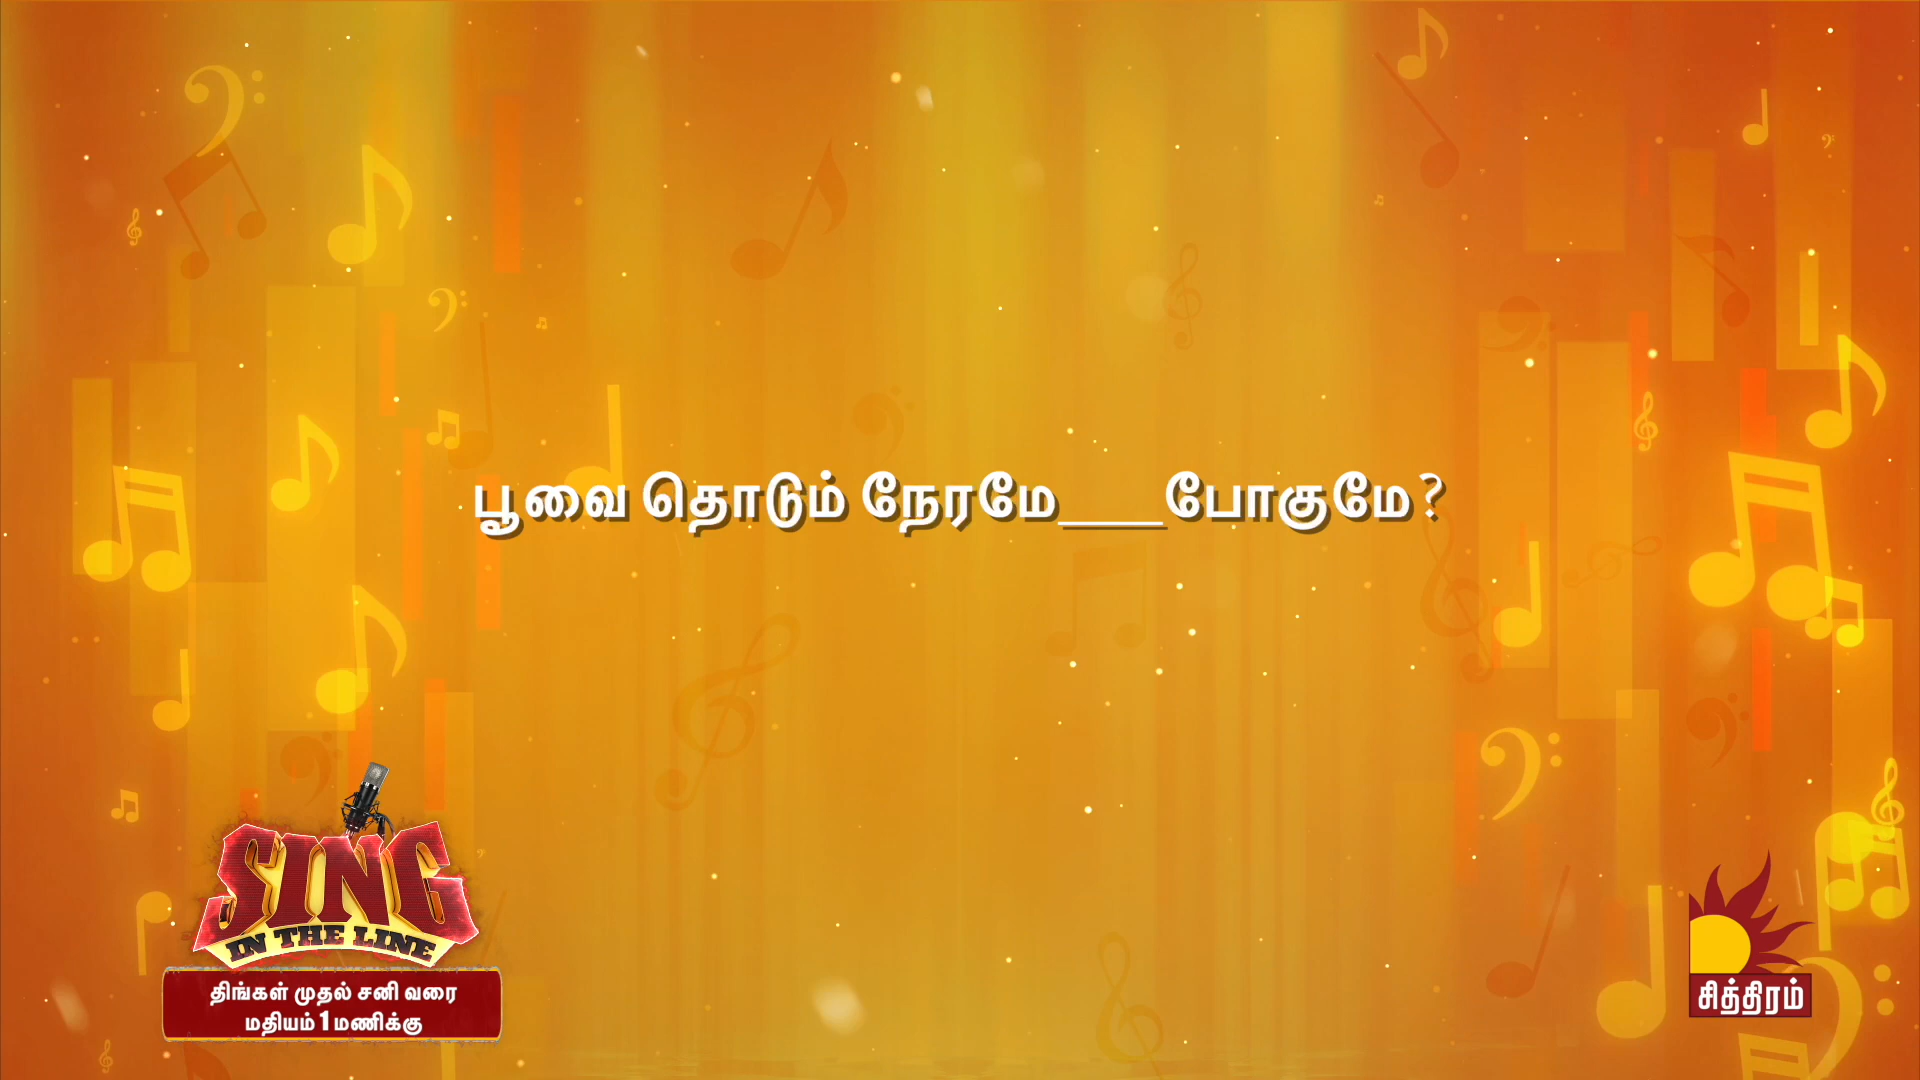 பூவை தொடும் நேரமே____போகுமே?
SING
IN THE LINE
திங்கள் முதல் சனி வரை
மதியம் 1 மணிக்கு
சித்திரம்